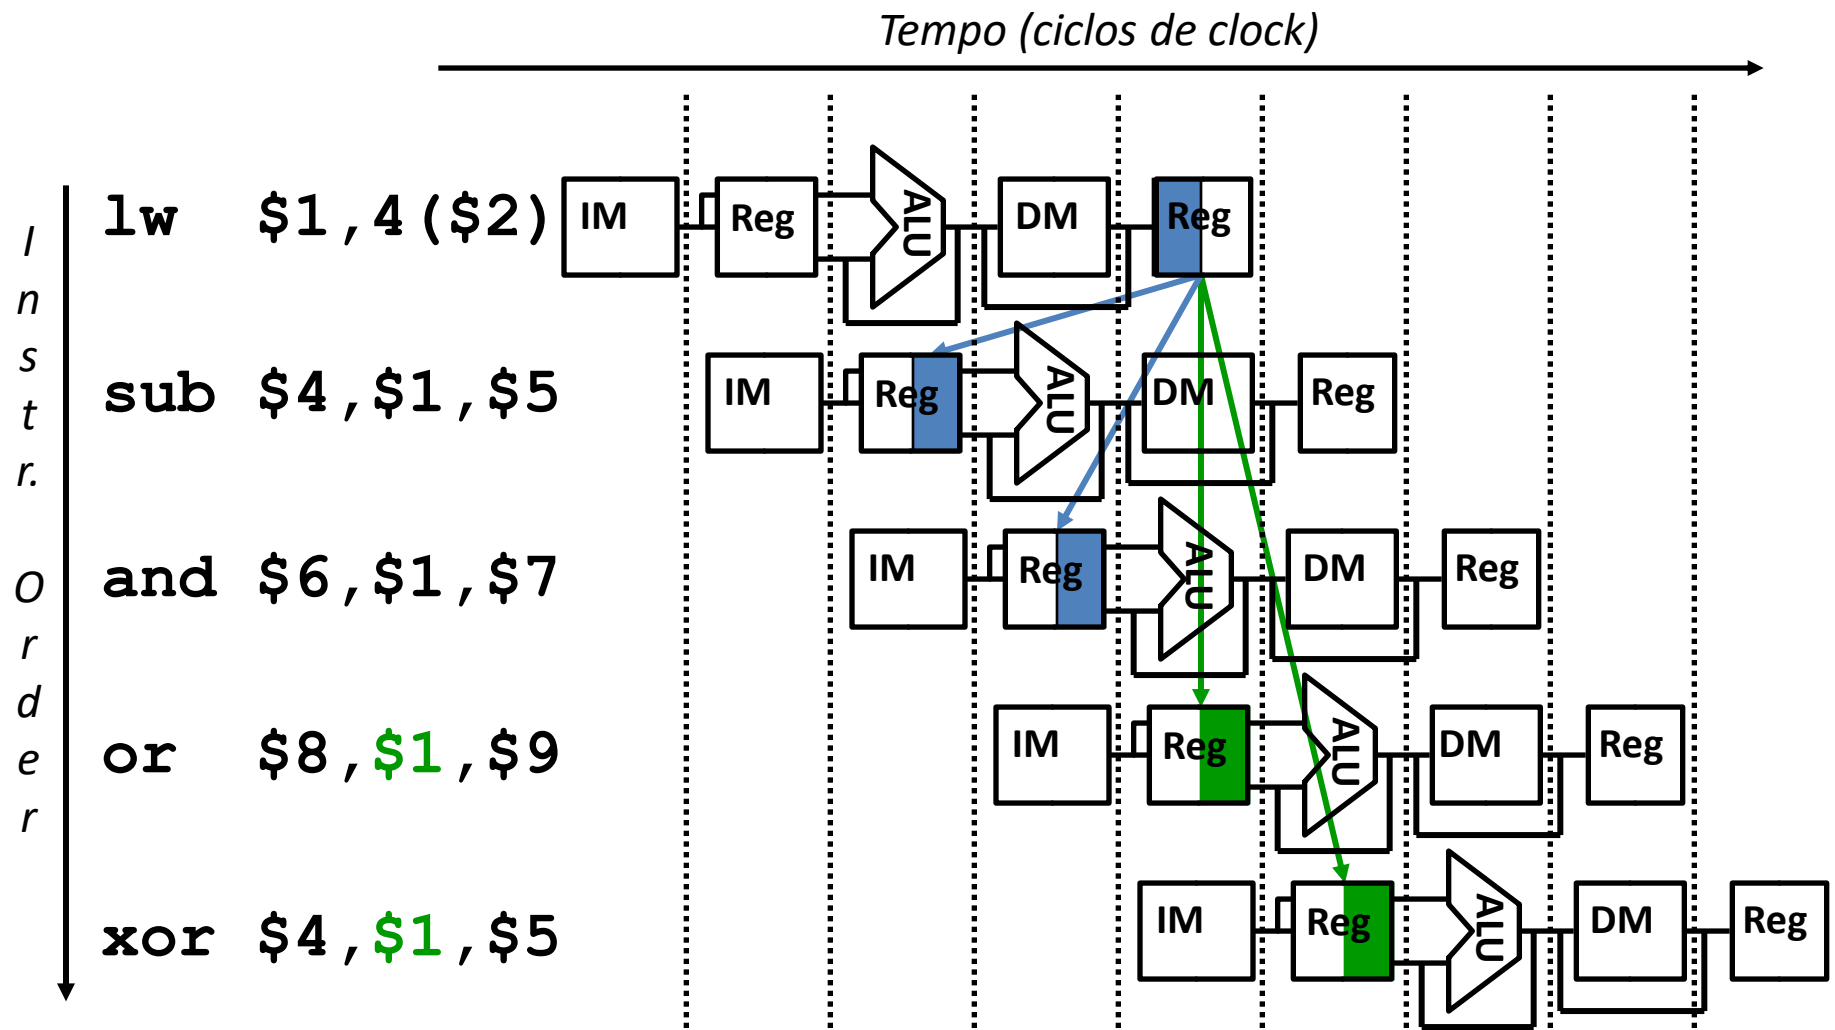 Tempo (ciclos de clock)
Instr. Order
lw $1,4($2) IM Reg ALU DM Reg
sub $4,$1,$5 IM Reg ALU DM Reg
and $6,$1,$7 IM Reg ALU DM Reg
or $8,$1,$9 IM Reg ALU DM Reg
xor $4,$1,$5 IM Reg ALU DM Reg